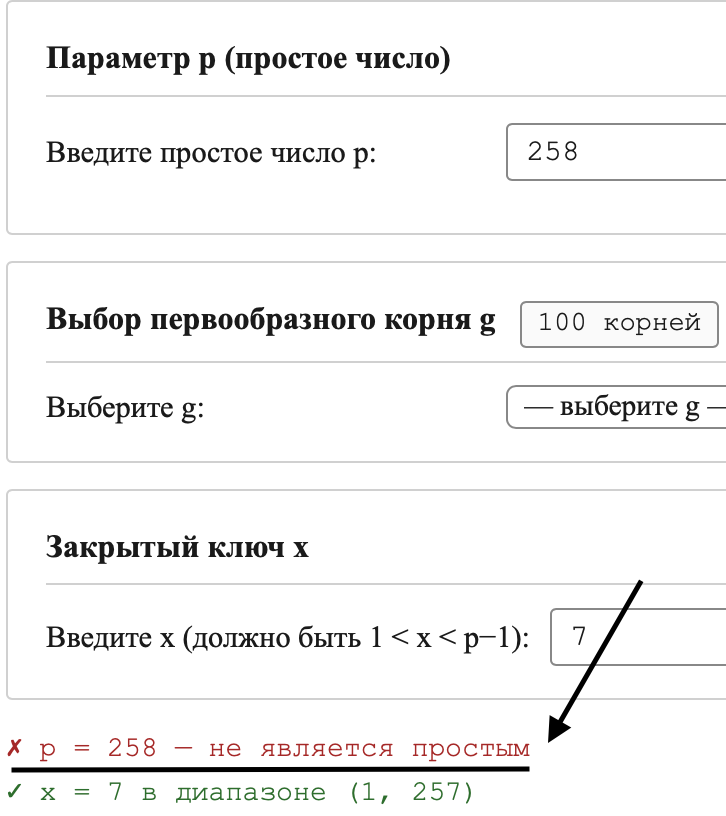 Параметр p (простое число)
Введите простое число p:
258
Выбор первообразного корня g
100 корней
Выберите g:
— выберите g —
Закрытый ключ x
Введите x (должно быть 1 < x < p−1):
7
✗ p = 258 — не является простым
✓ x = 7 в диапазоне (1, 257)